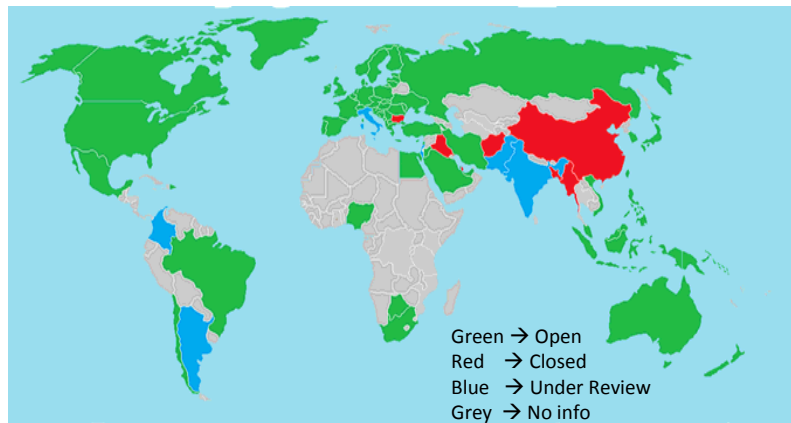 Green → Open
Red → Closed
Blue → Under Review
Grey → No info